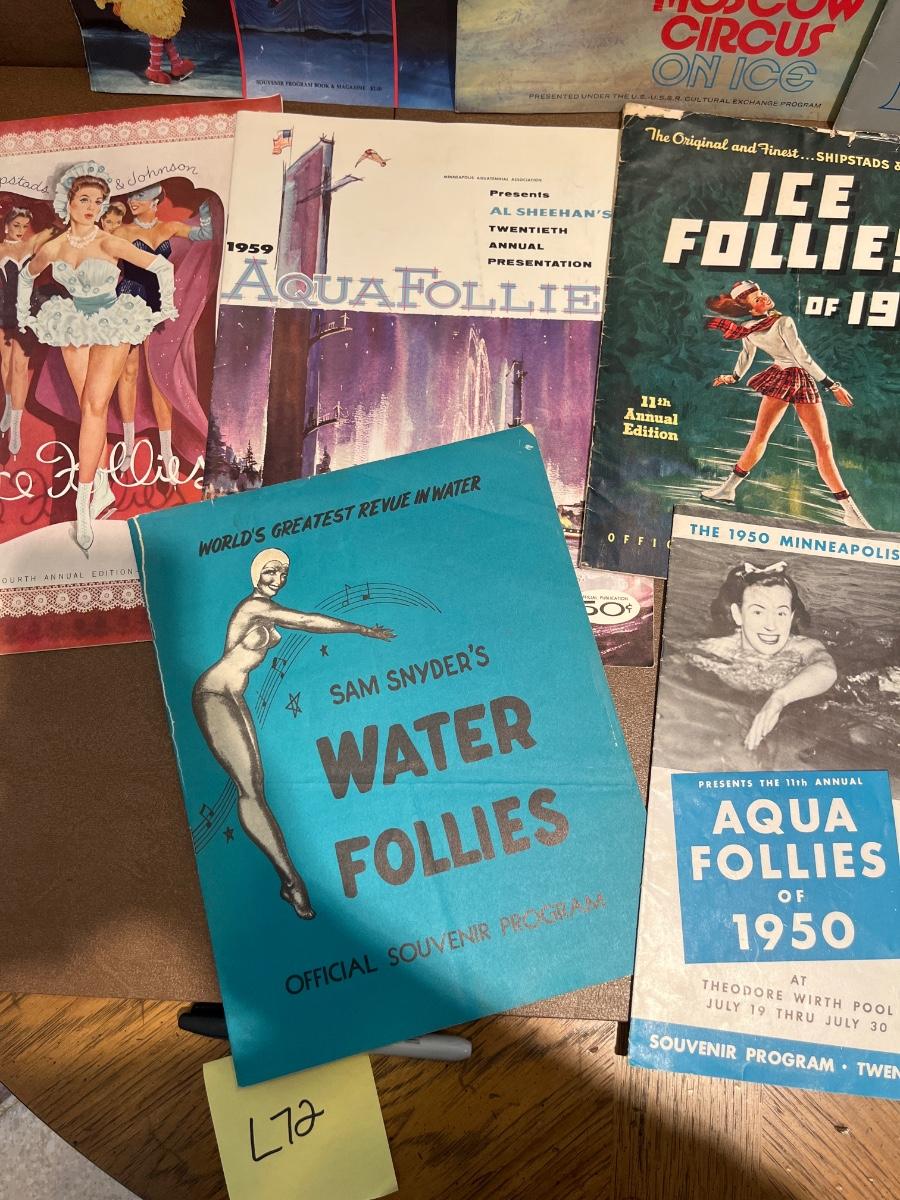 SOUVENIR PROGRAM BOOK & MAGAZINE
MOSCOW
CIRCUS
ON ICE
PRESENTED UNDER THE U.S.-U.S.S.R. CULTURAL EXCHANGE PROGRAM
pstads & Johnson
ce Follies
OURTH ANNUAL EDITION
MINNEAPOLIS AQUATENNIAL ASSOCIATION
Presents
AL SHEEHAN'S
TWENTIETH
ANNUAL
PRESENTATION
1959
AQUAFOLLIE
50¢
The Original and Finest...SHIPSTADS &
ICE
FOLLIES
OF 19
11th
Annual
Edition
OFFIC
WORLD'S GREATEST REVUE IN WATER
SAM SNYDER'S
WATER
FOLLIES
OFFICIAL SOUVENIR PROGRAM
THE 1950 MINNEAPOLIS
PRESENTS THE 11th ANNUAL
AQUA
FOLLIES
OF
1950
AT
THEODORE WIRTH POOL
JULY 19 THRU JULY 30
SOUVENIR PROGRAM • TWEN
L72